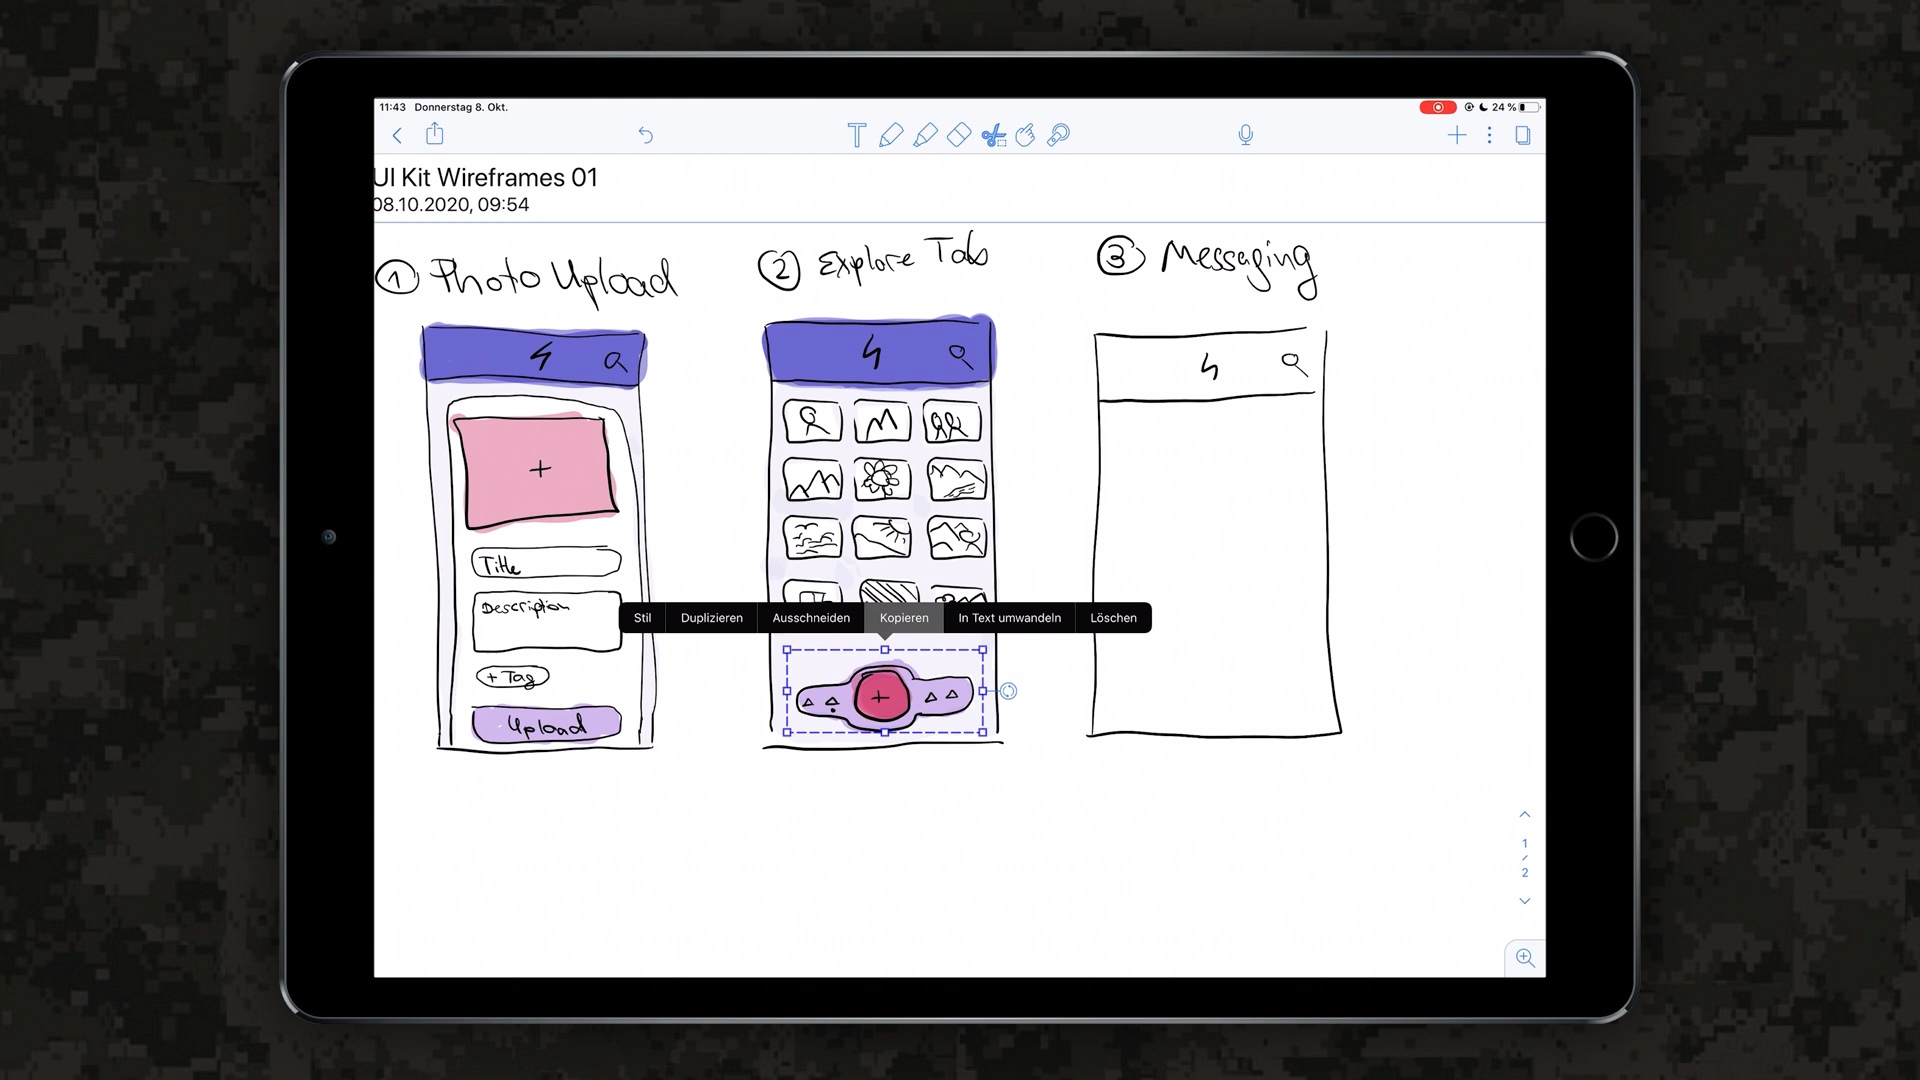 11:43 Donnerstag 8. Okt.
24 %
UI Kit Wireframes 01
08.10.2020, 09:54
1 Photo Upload
2 Explore Tab
3 Messaging
Title
Description
+ Tag
Upload
Stil Duplizieren Ausschneiden Kopieren In Text umwandeln Löschen
1
/
2